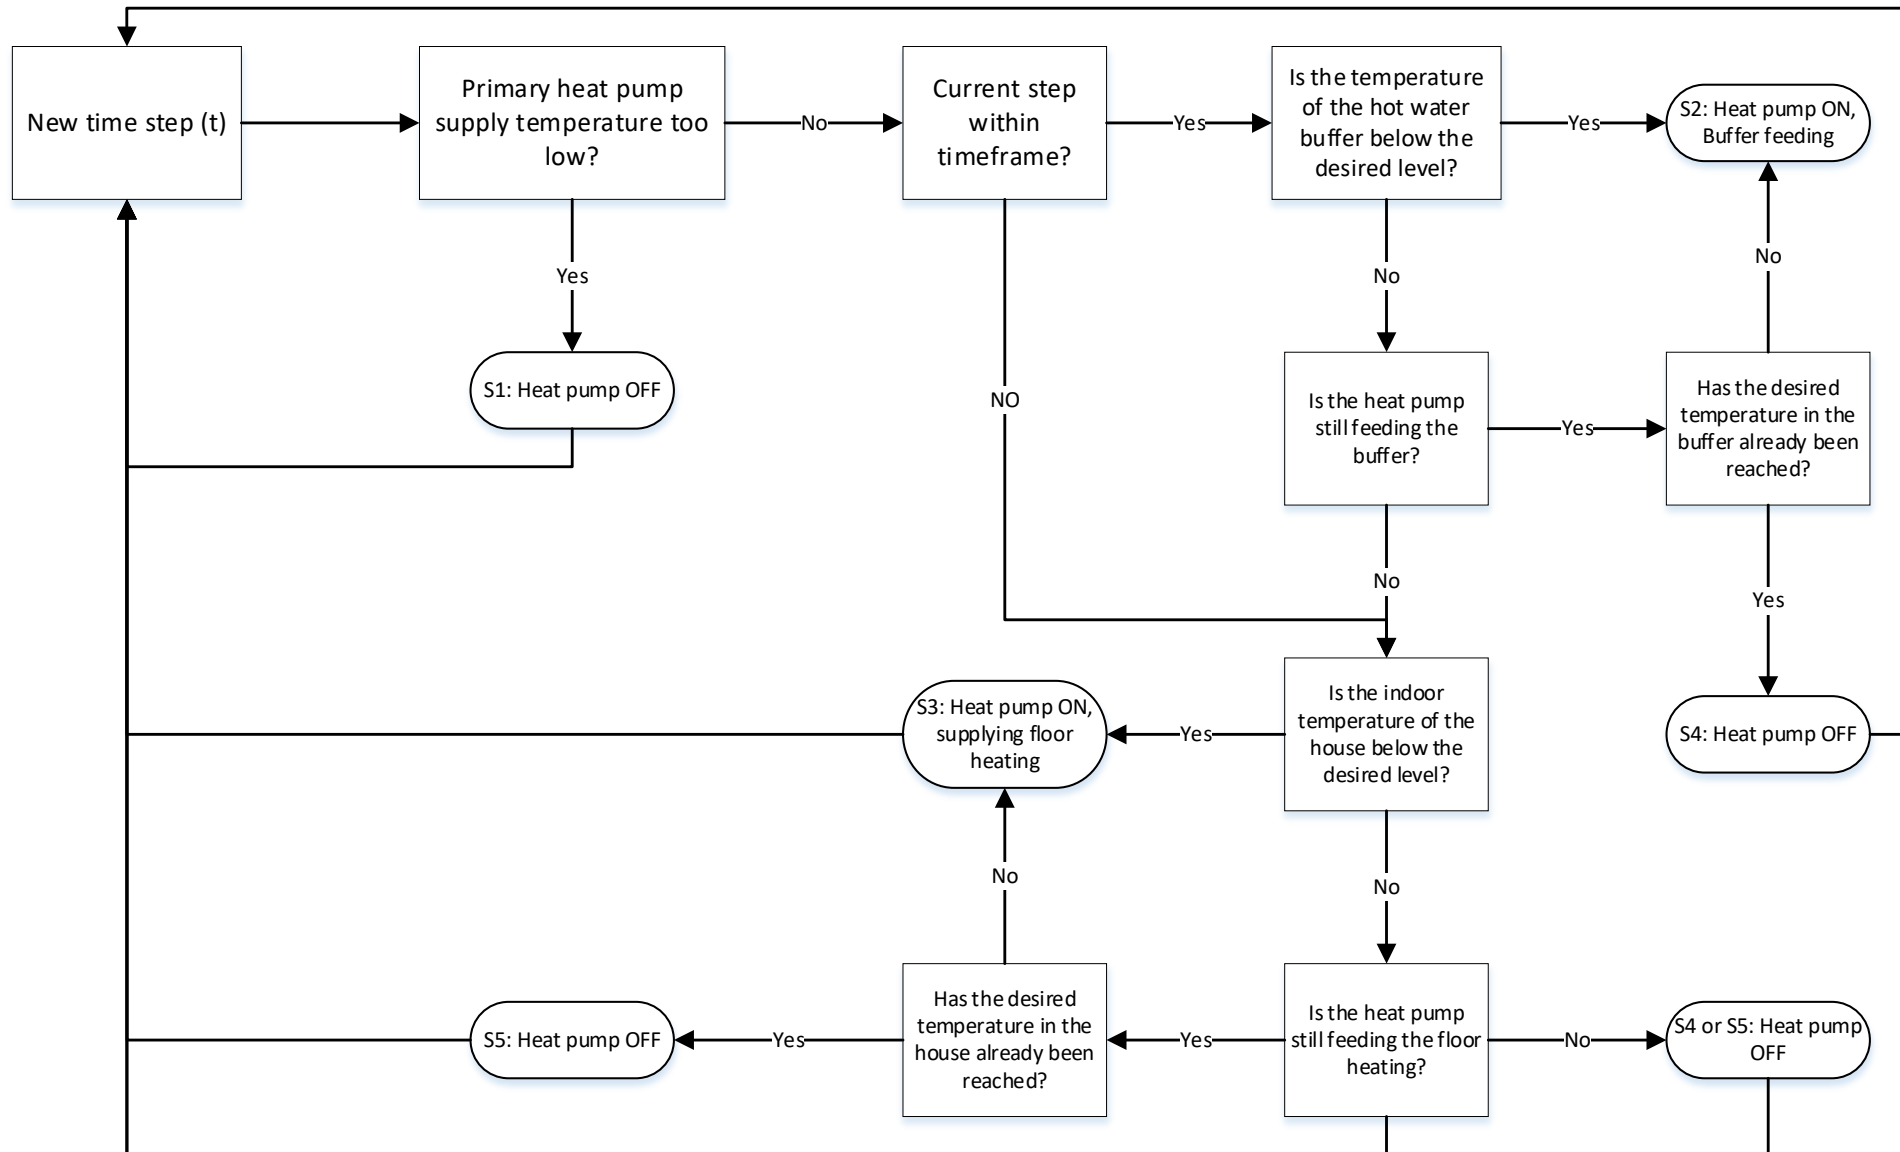 New time step (t)
Primary heat pump
supply temperature too
low?
No
Current step
within
timeframe?
Yes
Is the temperature
of the hot water
buffer below the
desired level?
Yes
S2: Heat pump ON,
Buffer feeding
Yes
No
No
S1: Heat pump OFF
NO
Is the heat pump
still feeding the
buffer?
Yes
Has the desired
temperature in the
buffer already been
reached?
No
Yes
S3: Heat pump ON,
supplying floor
heating
Yes
Is the indoor
temperature of the
house below the
desired level?
S4: Heat pump OFF
No
No
S5: Heat pump OFF
Yes
Has the desired
temperature in the
house already been
reached?
Yes
Is the heat pump
still feeding the floor
heating?
No
S4 or S5: Heat pump
OFF